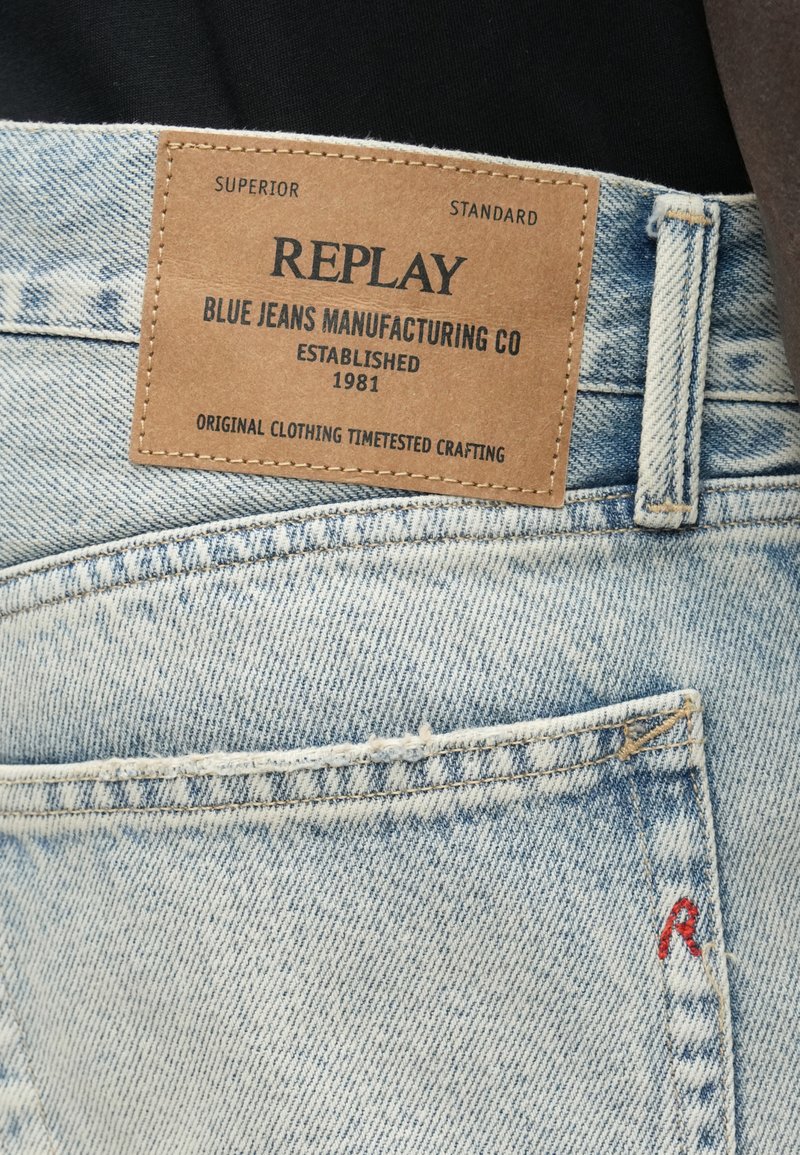 SUPERIOR STANDARD
REPLAY
BLUE JEANS MANUFACTURING CO
ESTABLISHED
1981
ORIGINAL CLOTHING TIMETESTED CRAFTING
R